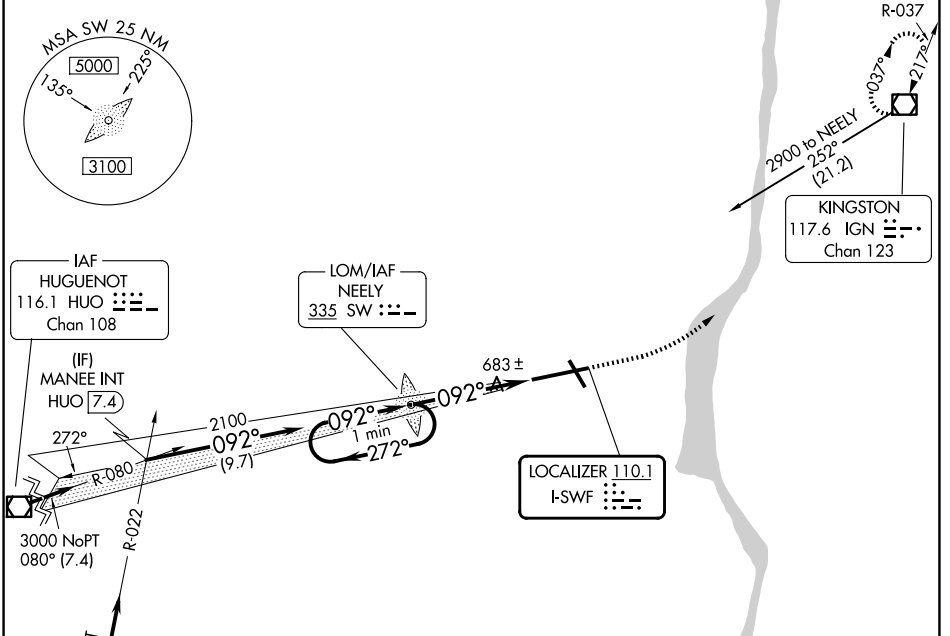 MSA SW 25 NM
5000
135°
225°
3100
R-037
037°
217°
2900 to NEELY
252°
(21.2)
KINGSTON
117.6 IGN
Chan 123
IAF
HUGUENOT
116.1 HUO
Chan 108
LOM/IAF
NEELY
335 SW
(IF)
MANEE INT
HUO 7.4
683 ±
092°
2100
092°
092°
1 min
272°
272°
(9.7)
R-080
LOCALIZER 110.1
I-SWF
3000 NoPT
080° (7.4)
R-022